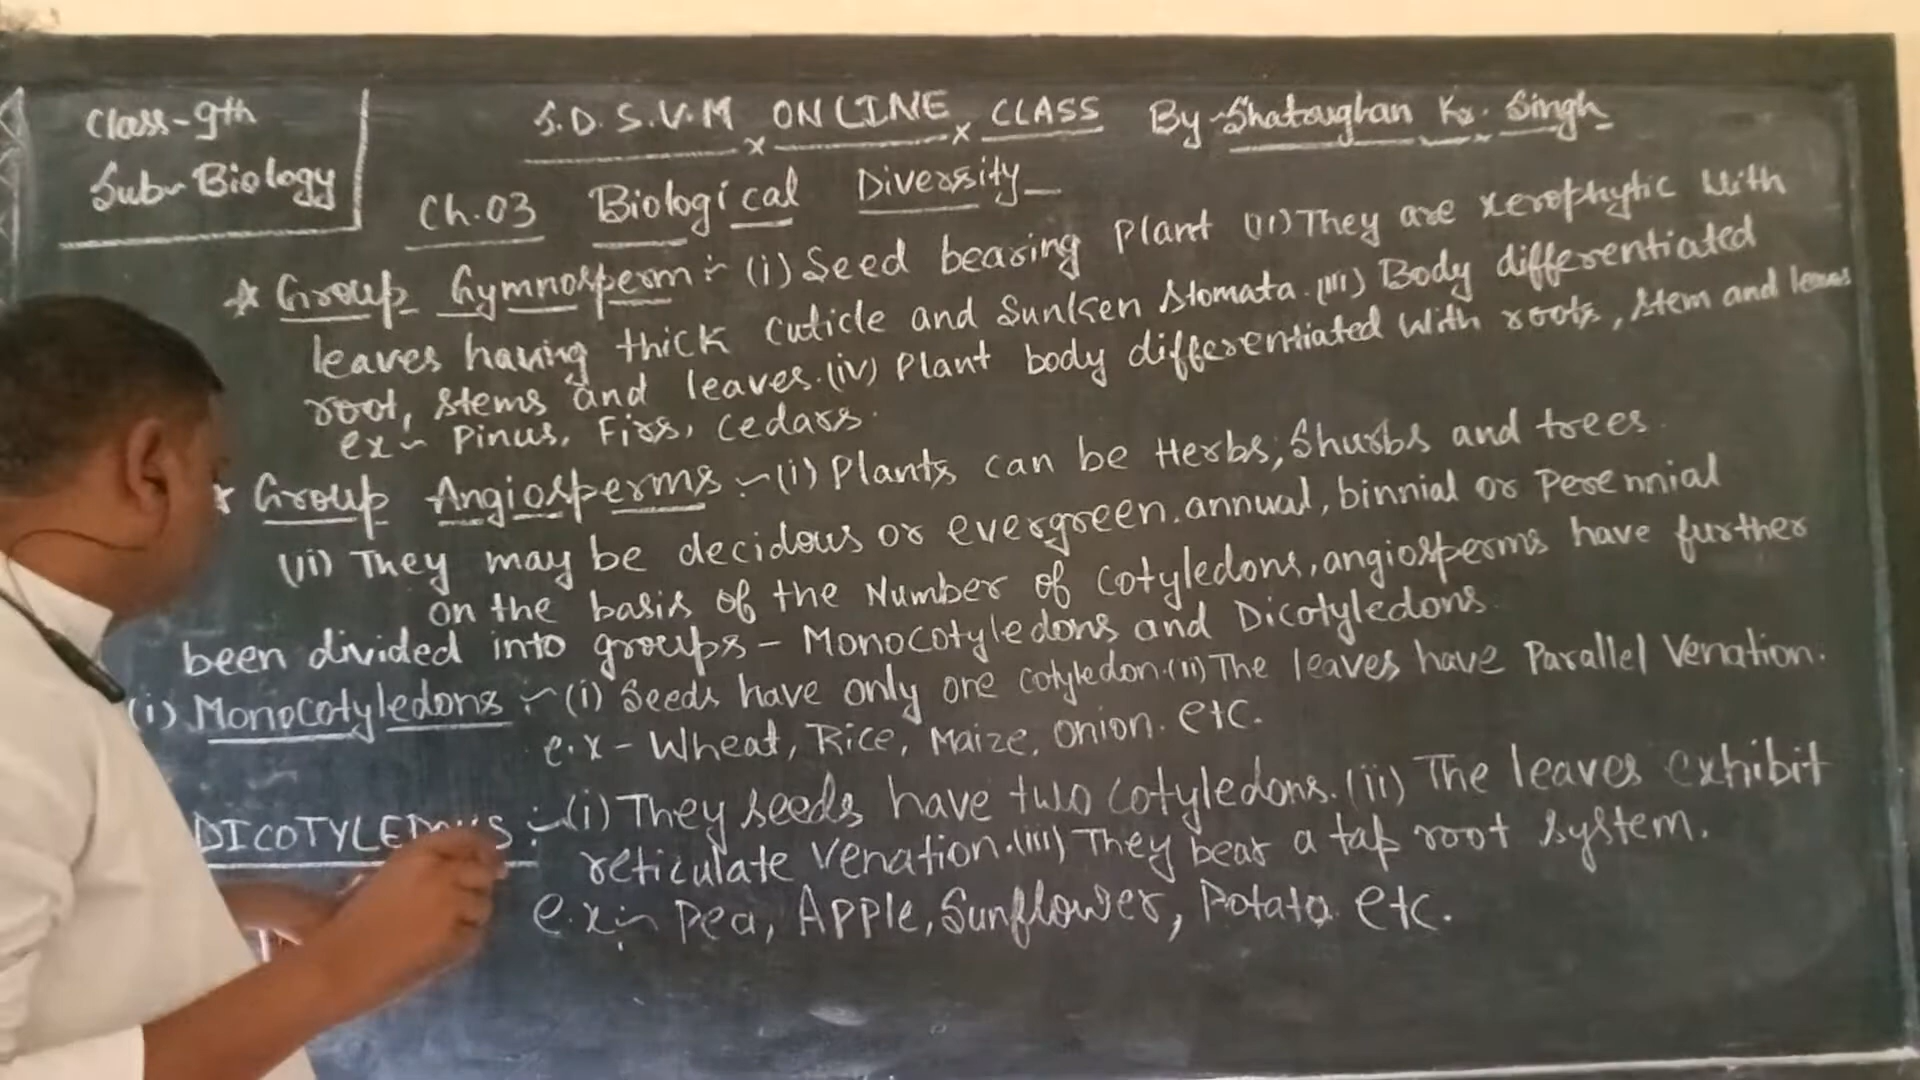 Class-9th
Sub~Biology
S.D.S.V.M x ONLINE x CLASS By-Shatrughan Kr. Singh
Ch.03 Biological Diversity
* Group Gymnosperm :- (i) Seed bearing Plant (ii) They are xerophytic with
leaves having thick cuticle and Sunken Stomata. (iii) Body differentiated
root, stems and leaves. (iv) Plant body differentiated with roots, stem and leaves
ex~ Pinus, Firs, cedars.
* Group Angiosperms :- (i) Plants can be Herbs, Shurbs and trees.
(ii) They may be decidous or evergreen. annual, binnial or Perennial
on the basis of the Number of Cotyledons, angiosperms have further
been divided into groups - Monocotyledons and Dicotyledons.
(i) Monocotyledons :- (i) Seeds have only one cotyledon. (ii) The leaves have Parallel Venation.
e.x - Wheat, Rice, Maize, Onion. etc.
DICOTYLEDONS :- (i) They seeds have two Cotyledons. (ii) The leaves exhibit
reticulate Venation. (iii) They bear a tap root system.
e.x :- Pea, Apple, Sunflower, Potato. etc.